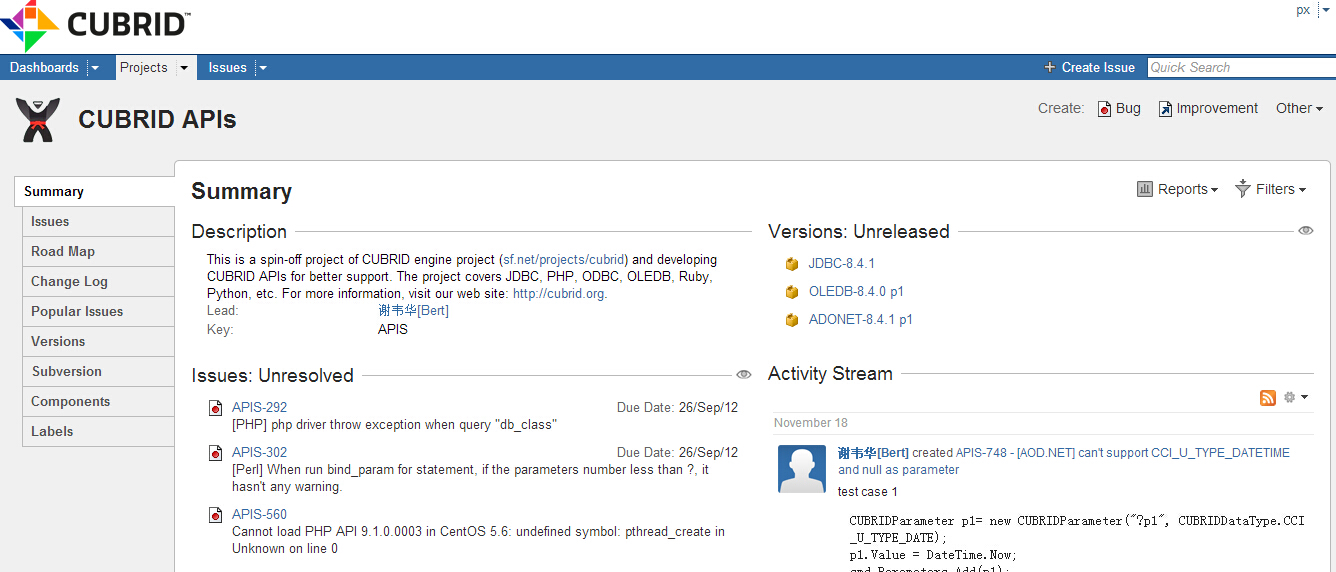 CUBRID™
px
Dashboards
Projects
Issues
+ Create Issue
Quick Search
CUBRID APIs
Create:
Bug
Improvement
Other
Summary
Issues
Road Map
Change Log
Popular Issues
Versions
Subversion
Components
Labels
Summary
Reports
Filters
Description
This is a spin-off project of CUBRID engine project (sf.net/projects/cubrid) and developing
CUBRID APIs for better support. The project covers JDBC, PHP, ODBC, OLEDB, Ruby,
Python, etc. For more information, visit our web site: http://cubrid.org.
Lead: 谢韦华[Bert]
Key: APIS
Issues: Unresolved
APIS-292 Due Date: 26/Sep/12
[PHP] php driver throw exception when query "db_class"
APIS-302 Due Date: 26/Sep/12
[Perl] When run bind_param for statement, if the parameters number less than ?, it
hasn't any warning.
APIS-560
Cannot load PHP API 9.1.0.0003 in CentOS 5.6: undefined symbol: pthread_create in
Unknown on line 0
Versions: Unreleased
JDBC-8.4.1
OLEDB-8.4.0 p1
ADONET-8.4.1 p1
Activity Stream
November 18
谢韦华[Bert] created APIS-748 - [AOD.NET] can't support CCI_U_TYPE_DATETIME
and null as parameter
test case 1
CUBRIDParameter p1= new CUBRIDParameter("?p1", CUBRIDDataType.CCI
_U_TYPE_DATE);
p1.Value = DateTime.Now;
cmd.Parameters.Add(p1);